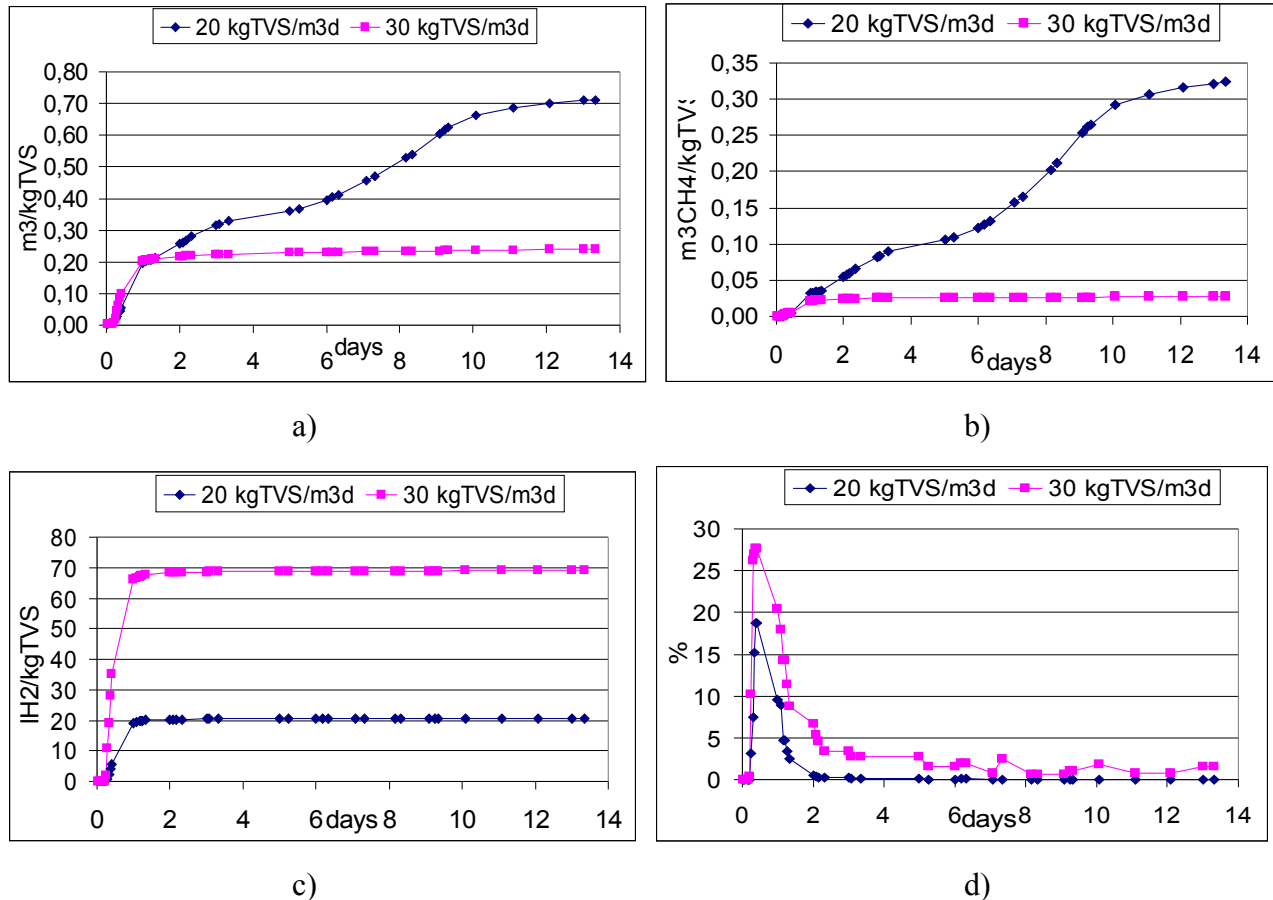 20 kgTVS/m3d 30 kgTVS/m3d
0,80
0,70
0,60
0,50
0,40
0,30
0,20
0,10
0,00
m3/kgTVS
0 2 4 6 8 10 12 14
days
a)
20 kgTVS/m3d 30 kgTVS/m3d
0,35
0,30
0,25
0,20
0,15
0,10
0,05
0,00
m3CH4/kgTVS
0 2 4 6 8 10 12 14
days
b)
20 kgTVS/m3d 30 kgTVS/m3d
80
70
60
50
40
30
20
10
0
lH2/kgTVS
0 2 4 6 8 10 12 14
days
c)
20 kgTVS/m3d 30 kgTVS/m3d
30
25
20
15
10
5
0
%
0 2 4 6 8 10 12 14
days
d)